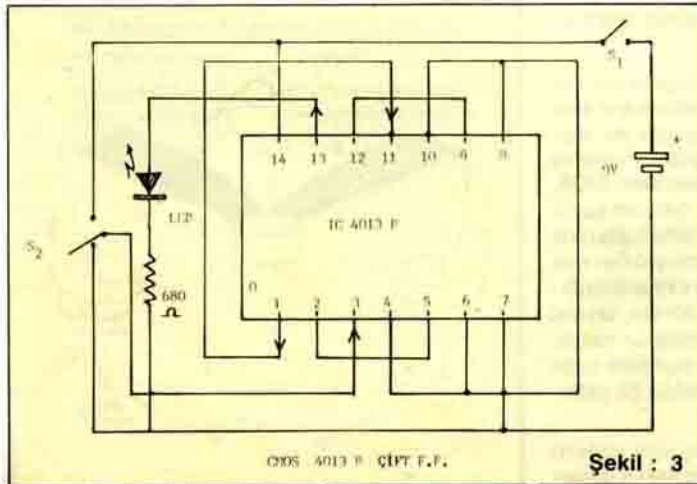 S1
14 13 12 11 10 9 8
+
9V
LED
IC 4013 B
S2
680
Ω
0
1 2 3 4 5 6 7
CMOS 4013 B ÇİFT F.F.
Şekil : 3